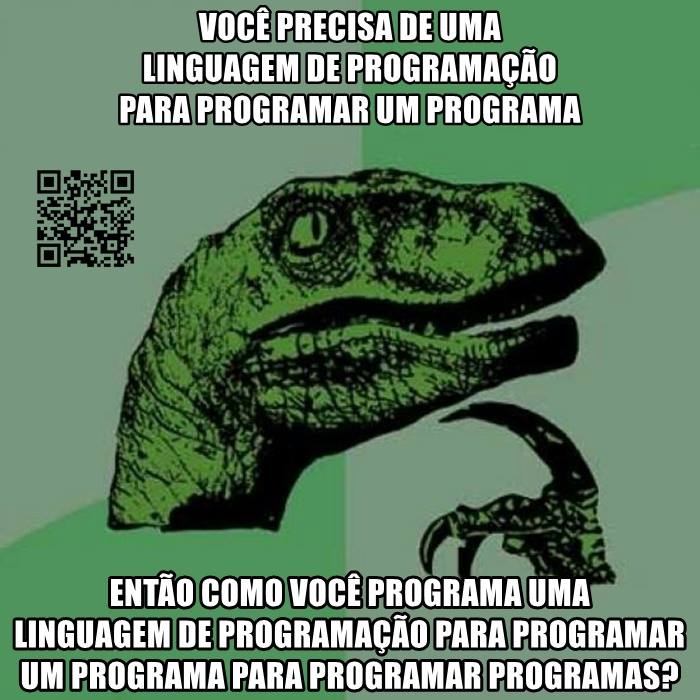 VOCÊ PRECISA DE UMA
LINGUAGEM DE PROGRAMAÇÃO
PARA PROGRAMAR UM PROGRAMA
ENTÃO COMO VOCÊ PROGRAMA UMA
LINGUAGEM DE PROGRAMAÇÃO PARA PROGRAMAR
UM PROGRAMA PARA PROGRAMAR PROGRAMAS?